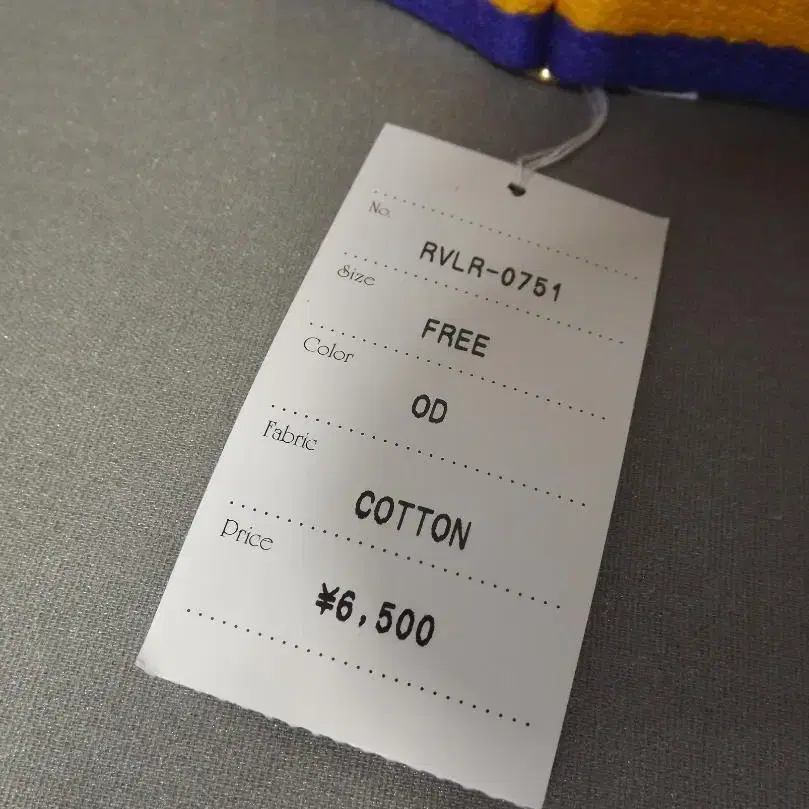 No.
RVLR-0751
Size
FREE
Color
OD
Fabric
COTTON
Price
¥6,500